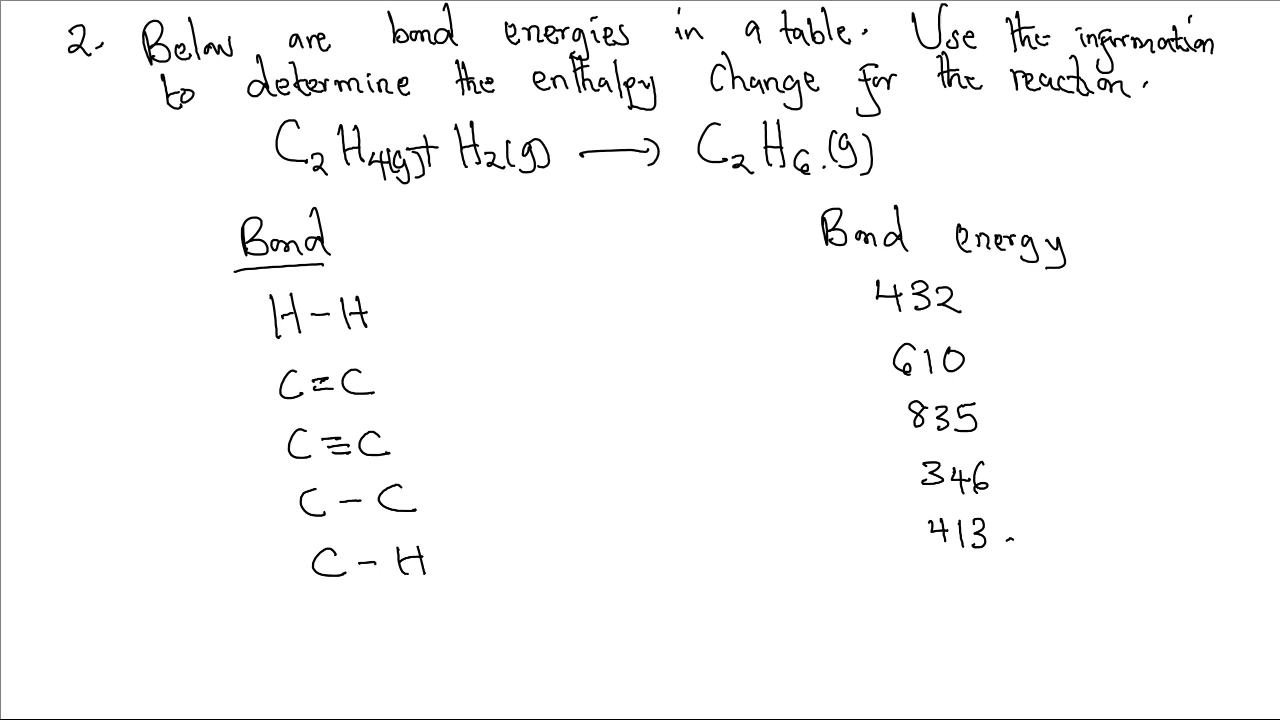 2. Below are bond energies in a table. Use the information
to determine the enthalpy change for the reaction.
C₂H₄(g) + H₂(g) ⟶ C₂H₆.(g)
Bond Bond energy
H–H 432
C=C 610
C≡C 835
C–C 346
C–H 413.